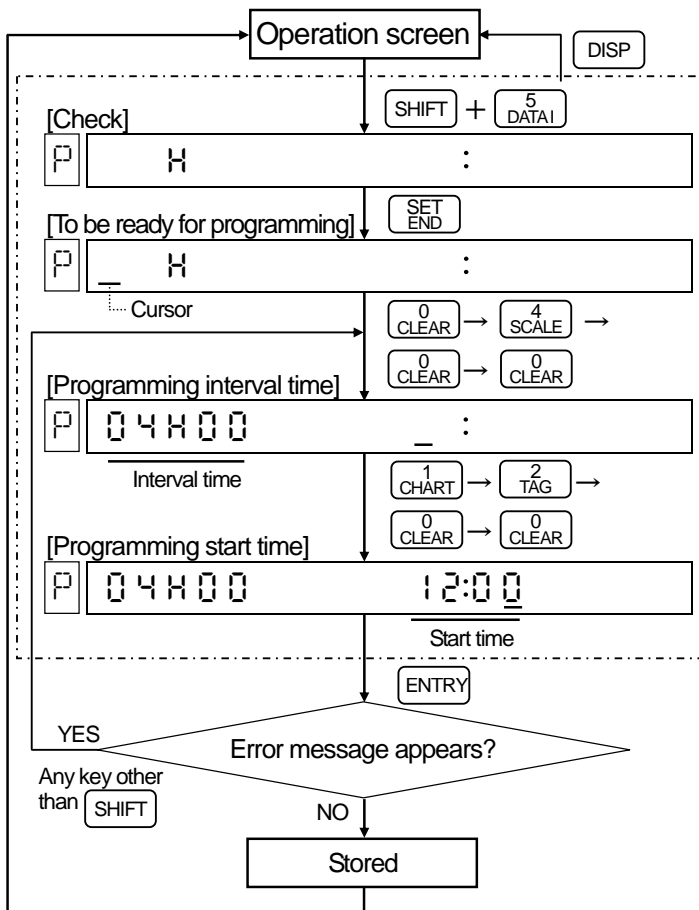 Operation screen
DISP
SHIFT + 5 DATA I
[Check]
P H :
SET END
[To be ready for programming]
P _ H :
Cursor
0 CLEAR → 4 SCALE →
0 CLEAR → 0 CLEAR
[Programming interval time]
P 04H00 _ :
Interval time
1 CHART → 2 TAG →
0 CLEAR → 0 CLEAR
[Programming start time]
P 04H00 12:00
Start time
ENTRY
YES
Error message appears?
Any key other
than SHIFT
NO
Stored